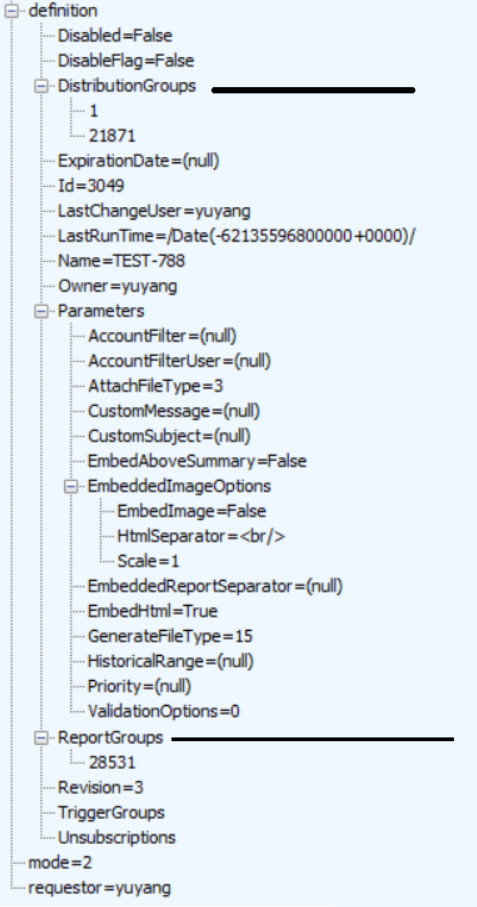 definition
Disabled=False
DisableFlag=False
DistributionGroups
1
21871
ExpirationDate=(null)
Id=3049
LastChangeUser=yuyang
LastRunTime=/Date(-62135596800000+0000)/
Name=TEST-788
Owner=yuyang
Parameters
AccountFilter=(null)
AccountFilterUser=(null)
AttachFileType=3
CustomMessage=(null)
CustomSubject=(null)
EmbedAboveSummary=False
EmbeddedImageOptions
EmbedImage=False
HtmlSeparator=<br/>
Scale=1
EmbeddedReportSeparator=(null)
EmbedHtml=True
GenerateFileType=15
HistoricalRange=(null)
Priority=(null)
ValidationOptions=0
ReportGroups
28531
Revision=3
TriggerGroups
Unsubscriptions
mode=2
requestor=yuyang